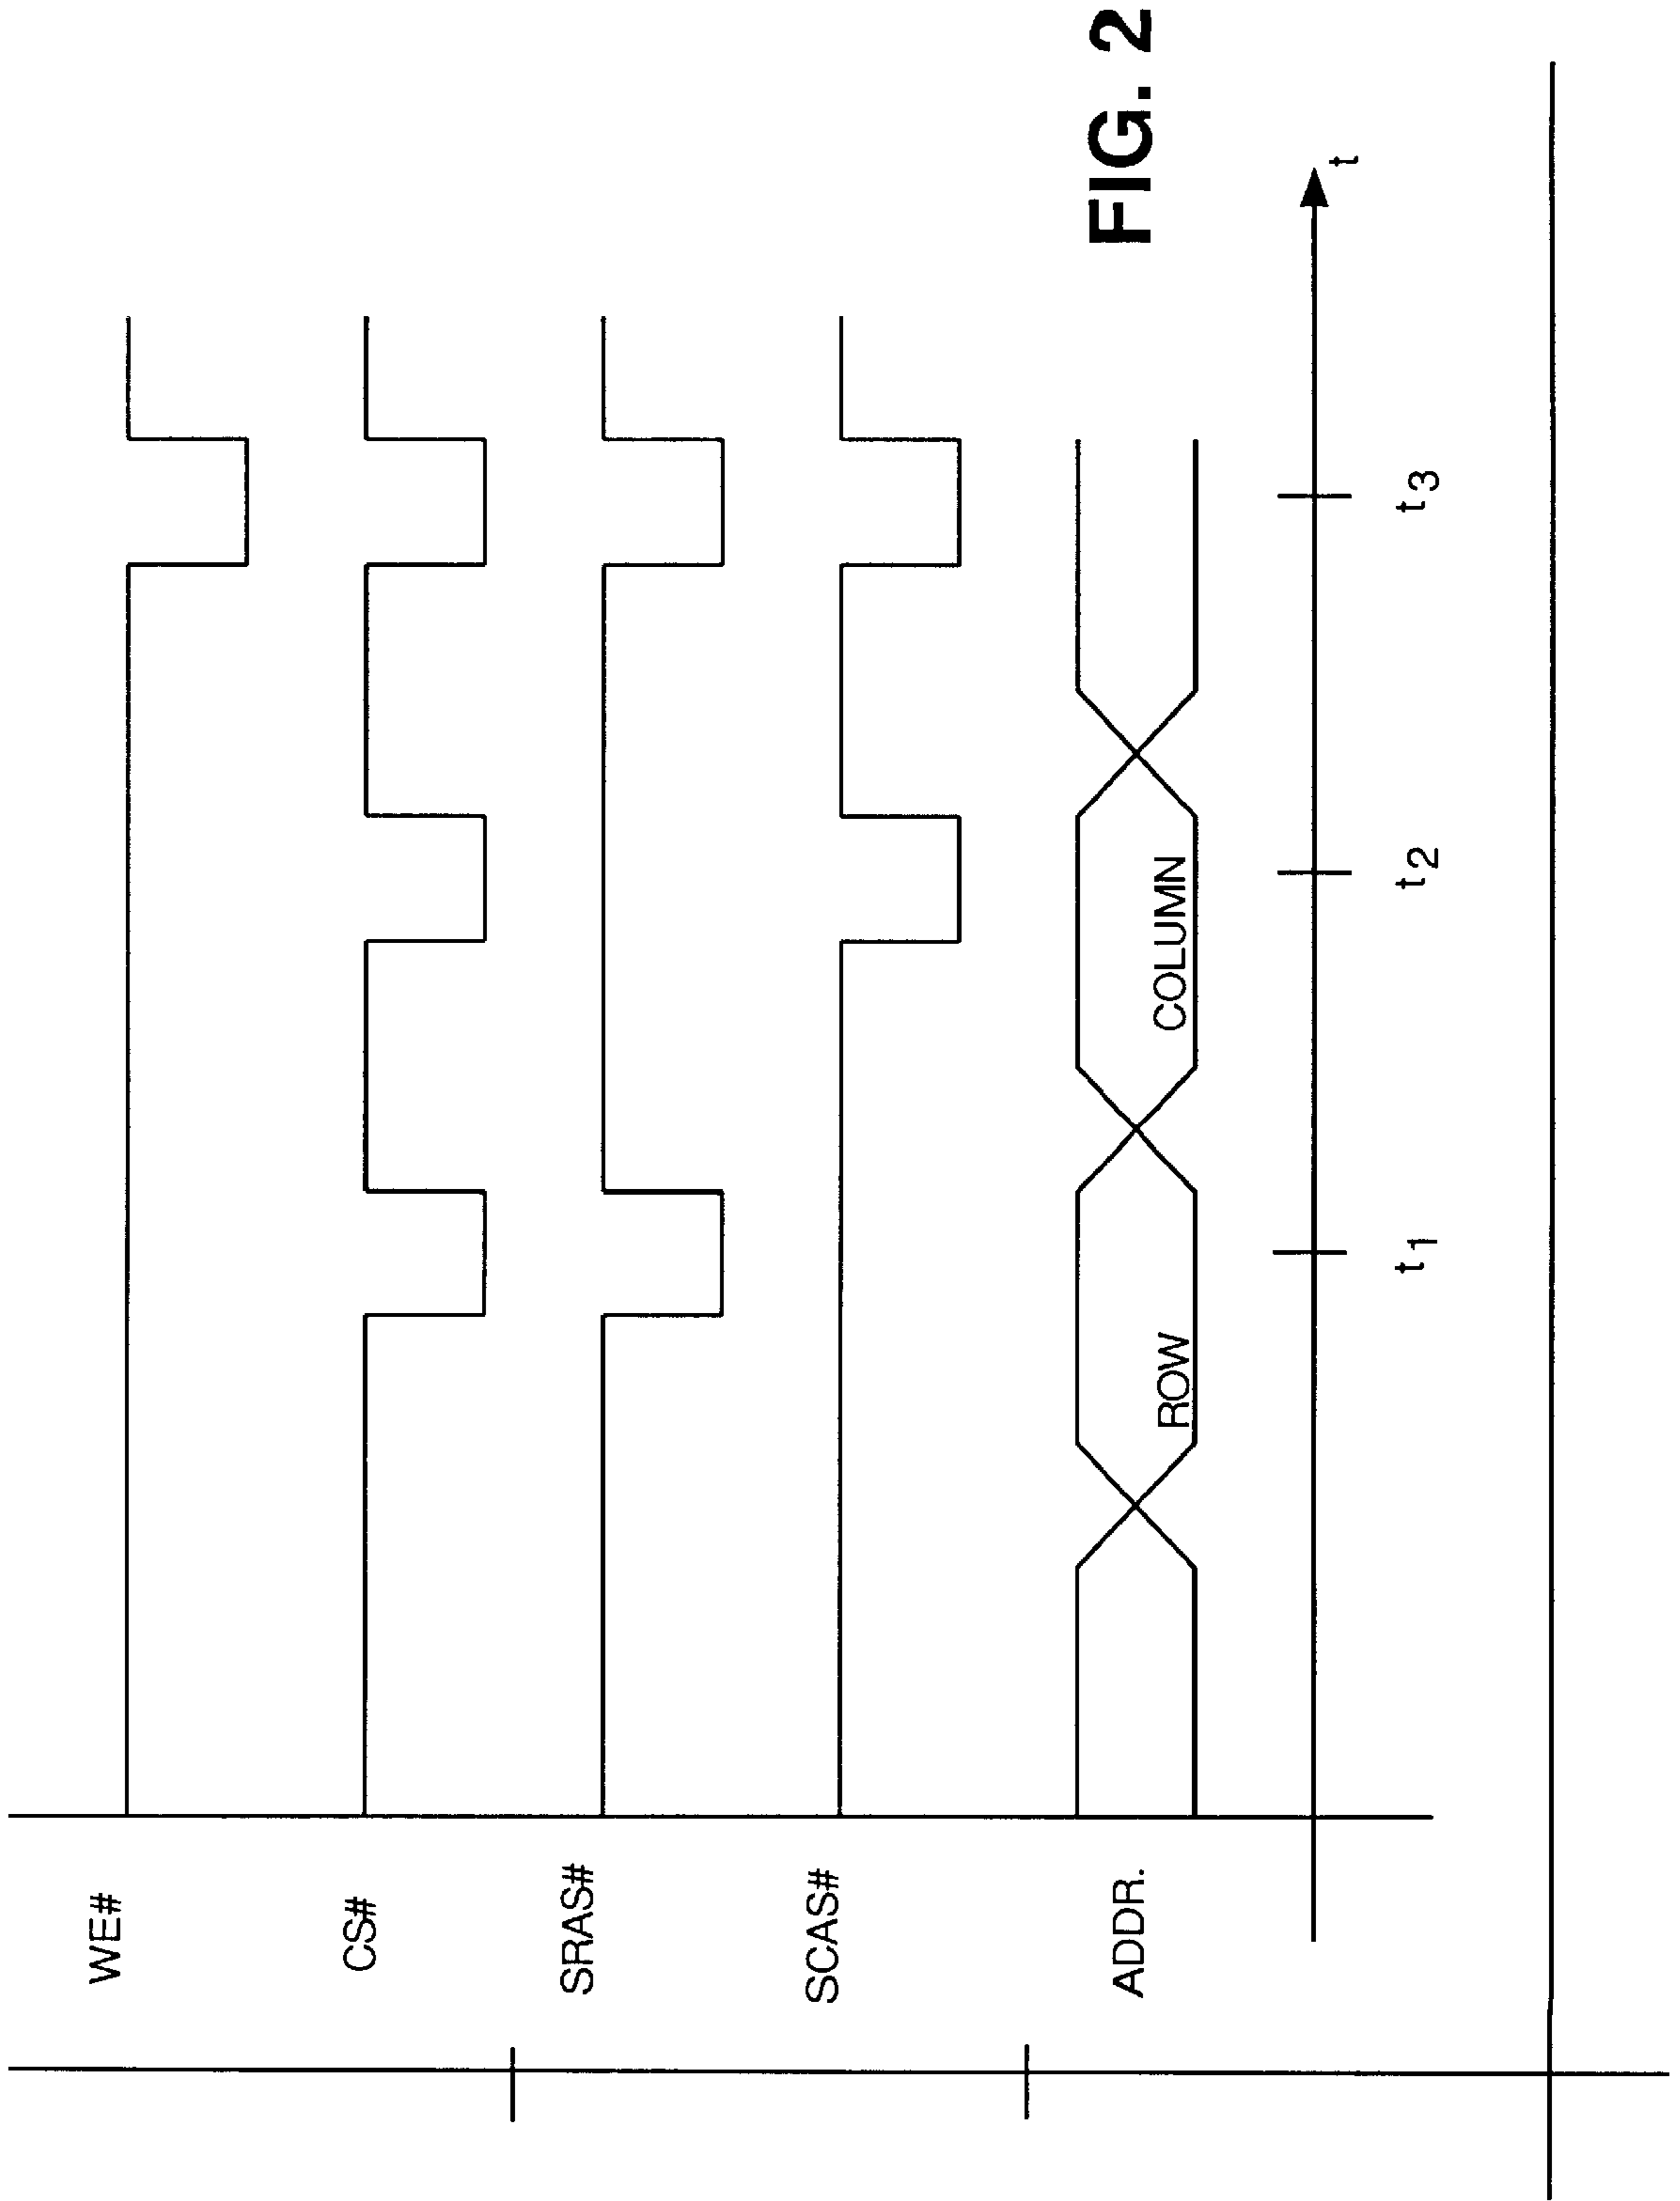 WE#
CS#
SRAS#
SCAS#
ADDR.
ROW
COLUMN
t1
t2
t3
t
FIG. 2